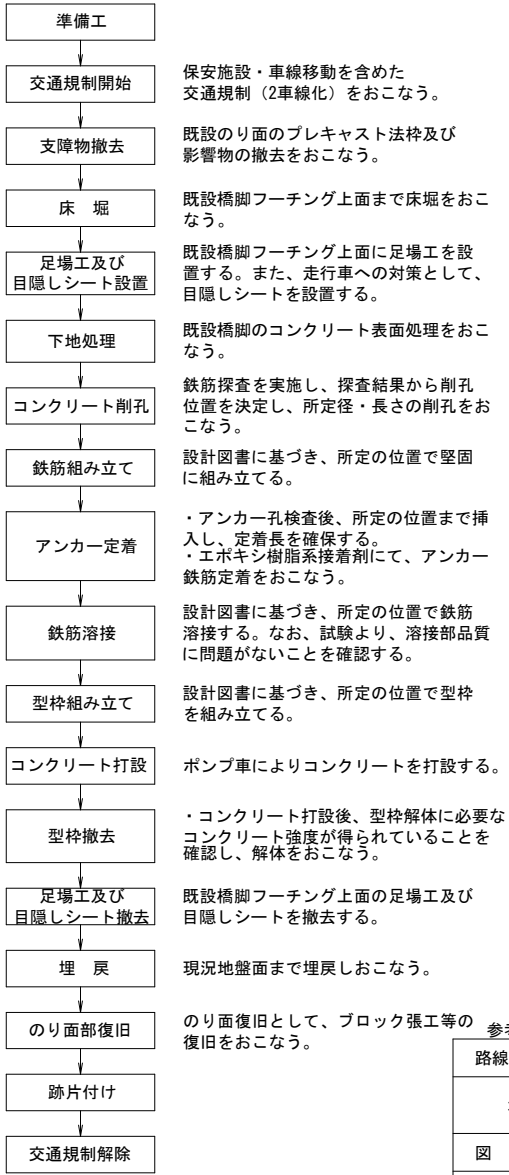 準備工
交通規制開始
保安施設・車線移動を含めた
交通規制（2車線化）をおこなう。
支障物撤去
既設のり面のプレキャスト法枠及び
影響物の撤去をおこなう。
床　堀
既設橋脚フーチング上面まで床堀をおこ
なう。
足場工及び
目隠しシート設置
既設橋脚フーチング上面に足場工を設
置する。また、走行車への対策として、
目隠しシートを設置する。
下地処理
既設橋脚のコンクリート表面処理をおこ
なう。
コンクリート削孔
鉄筋探査を実施し、探査結果から削孔
位置を決定し、所定径・長さの削孔をお
こなう。
鉄筋組み立て
設計図書に基づき、所定の位置で堅固
に組み立てる。
アンカー定着
・アンカー孔検査後、所定の位置まで挿
入し、定着長を確保する。
・エポキシ樹脂系接着剤にて、アンカー
鉄筋定着をおこなう。
鉄筋溶接
設計図書に基づき、所定の位置で鉄筋
溶接する。なお、試験より、溶接部品質
に問題がないことを確認する。
型枠組み立て
設計図書に基づき、所定の位置で型枠
を組み立てる。
コンクリート打設
ポンプ車によりコンクリートを打設する。
型枠撤去
・コンクリート打設後、型枠解体に必要な
コンクリート強度が得られていることを
確認し、解体をおこなう。
足場工及び
目隠しシート撤去
既設橋脚フーチング上面の足場工及び
目隠しシートを撤去する。
埋　戻
現況地盤面まで埋戻しおこなう。
のり面部復旧
のり面復旧として、ブロック張工等の
復旧をおこなう。
跡片付け
交通規制解除
路線
図